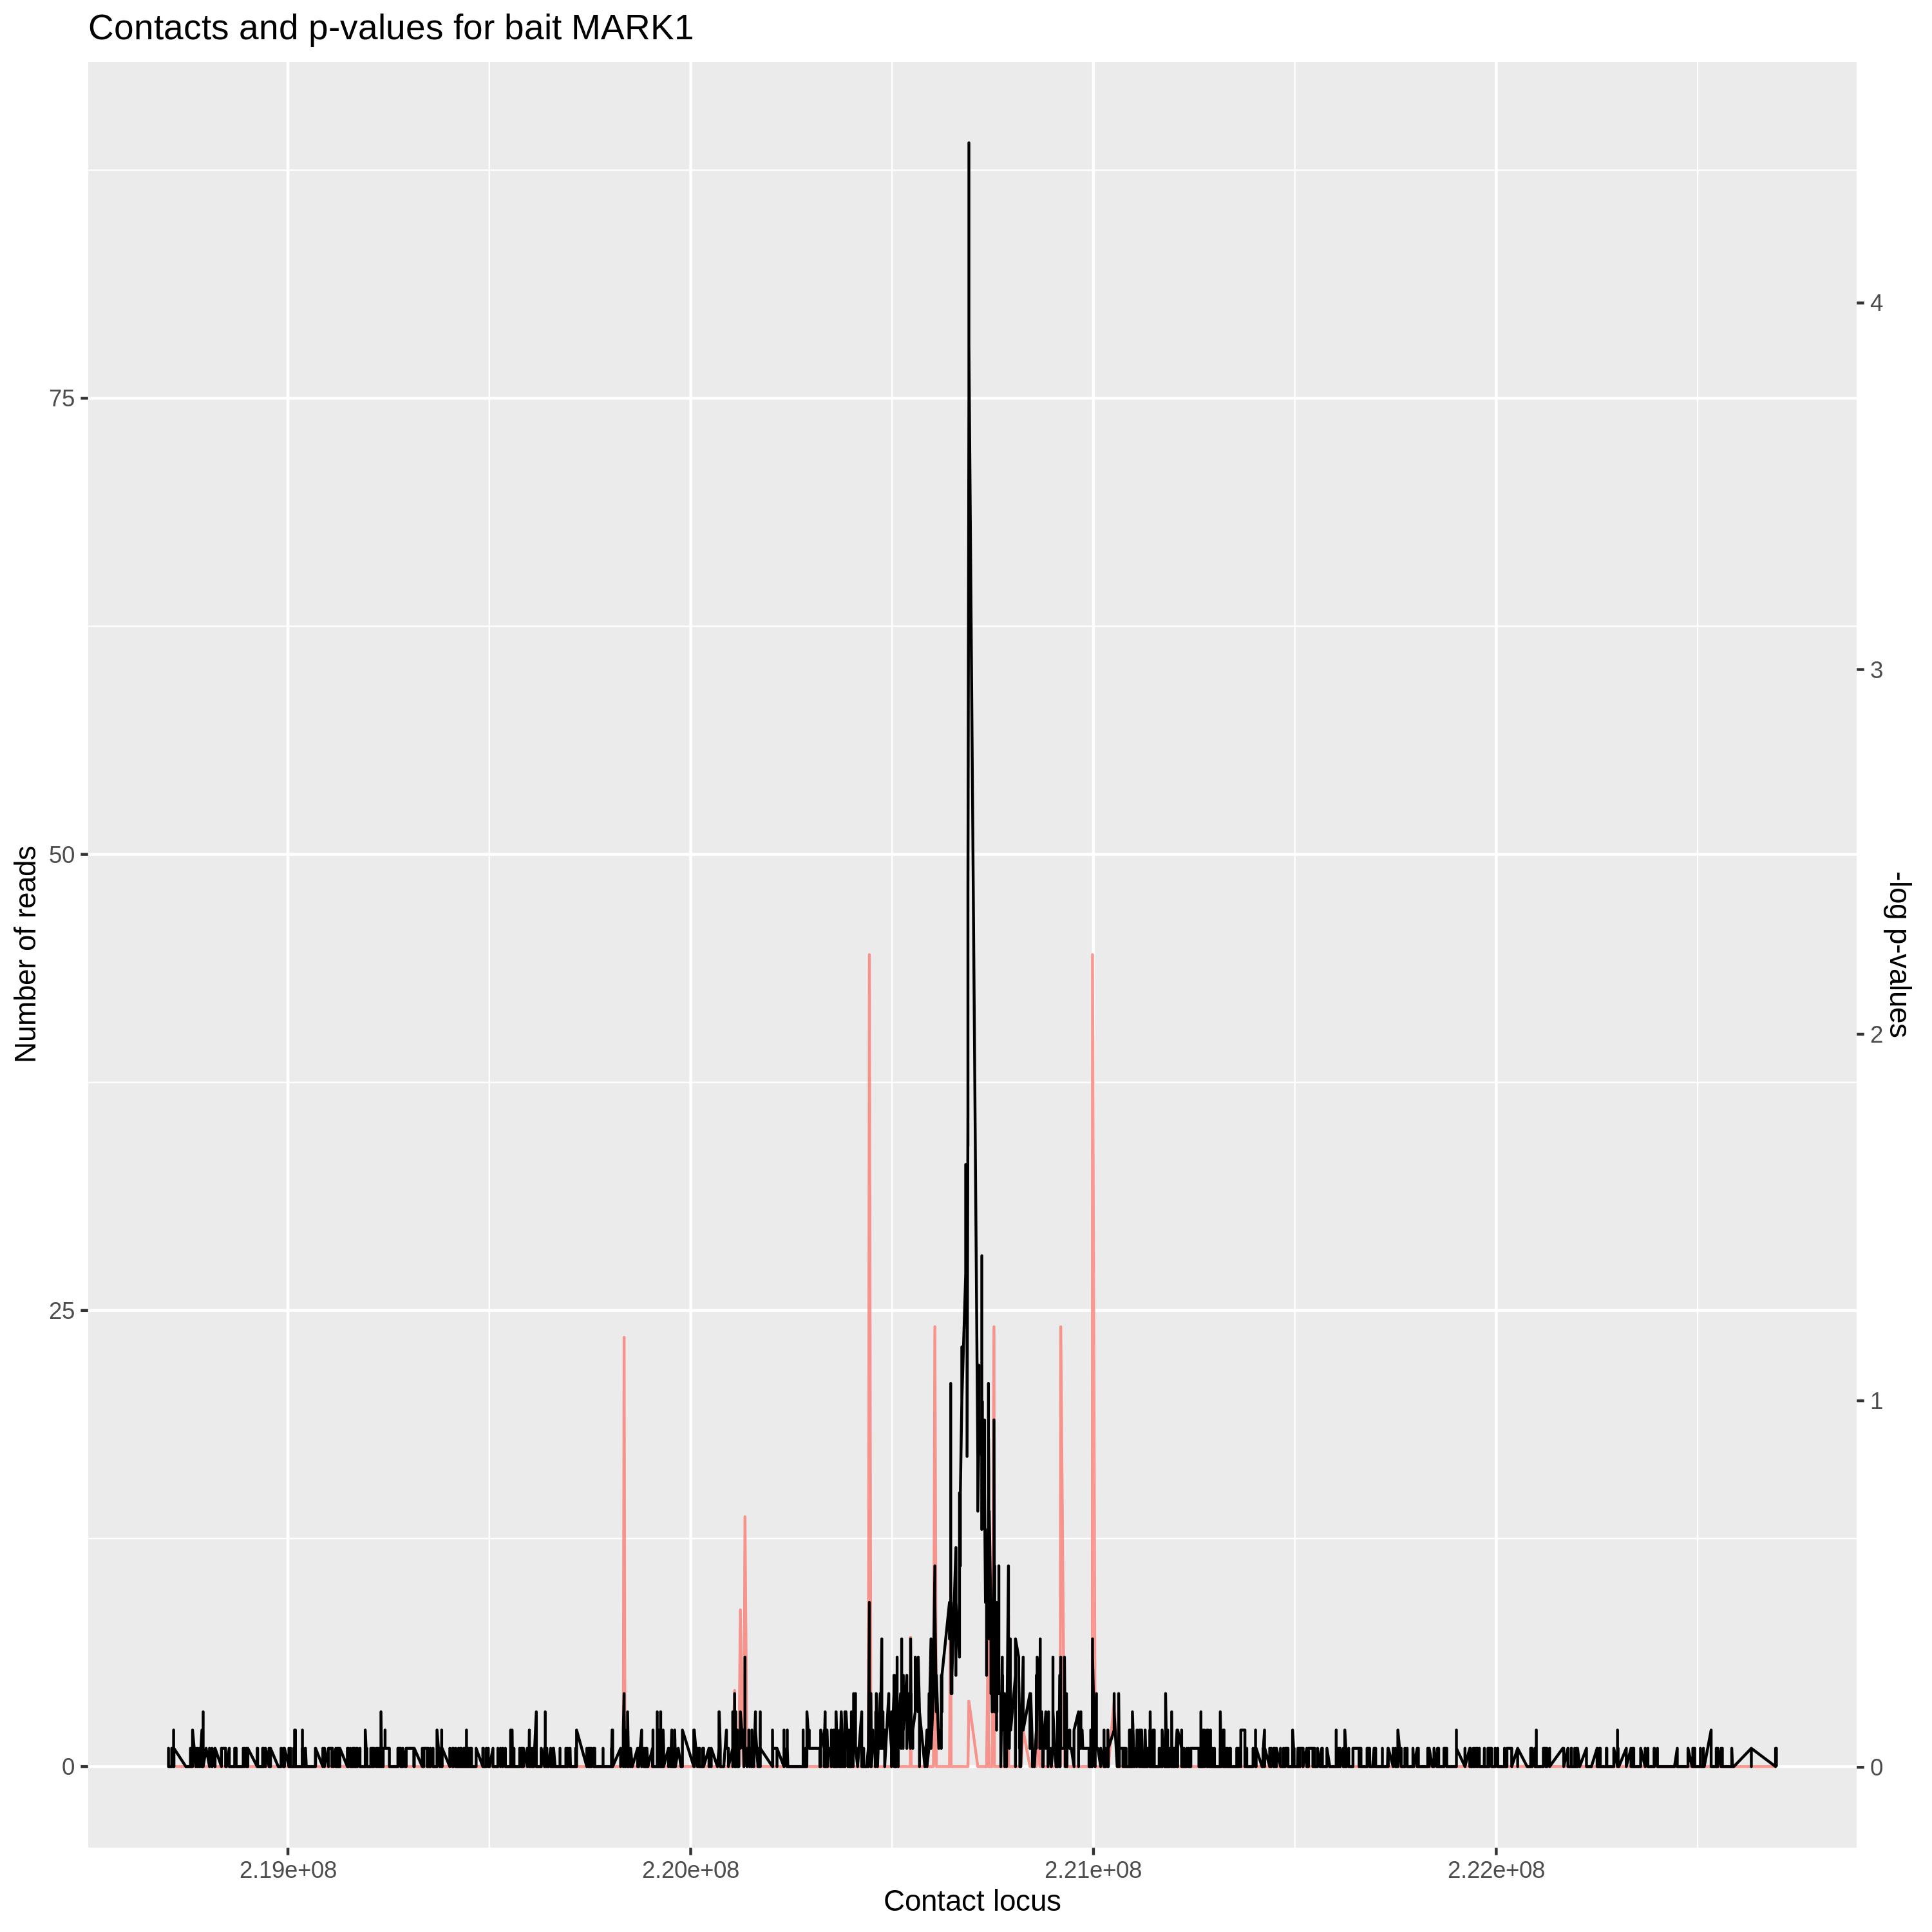 Contacts and p-values for bait MARK1
Number of reads
75
50
25
0
4
3
2
1
0
-log p-values
2.19e+08 2.20e+08 2.21e+08 2.22e+08
Contact locus